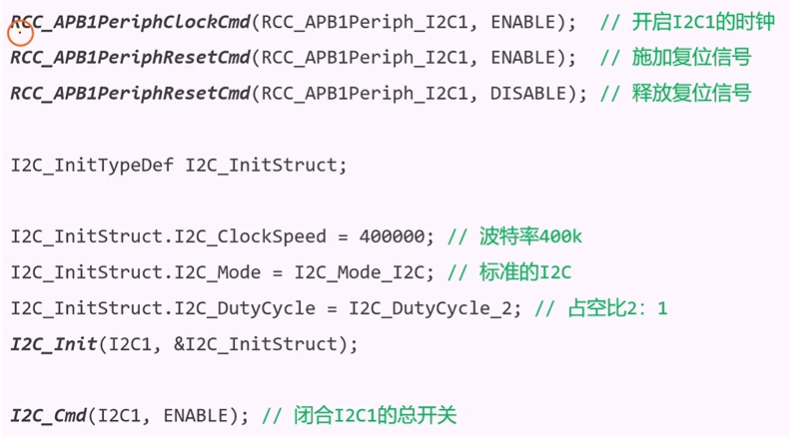 RCC_APB1PeriphClockCmd(RCC_APB1Periph_I2C1, ENABLE);  // 开启I2C1的时钟
RCC_APB1PeriphResetCmd(RCC_APB1Periph_I2C1, ENABLE);  // 施加复位信号
RCC_APB1PeriphResetCmd(RCC_APB1Periph_I2C1, DISABLE); // 释放复位信号
I2C_InitTypeDef I2C_InitStruct;
I2C_InitStruct.I2C_ClockSpeed = 400000; // 波特率400k
I2C_InitStruct.I2C_Mode = I2C_Mode_I2C; // 标准的I2C
I2C_InitStruct.I2C_DutyCycle = I2C_DutyCycle_2; // 占空比2：1
I2C_Init(I2C1, &I2C_InitStruct);
I2C_Cmd(I2C1, ENABLE); // 闭合I2C1的总开关